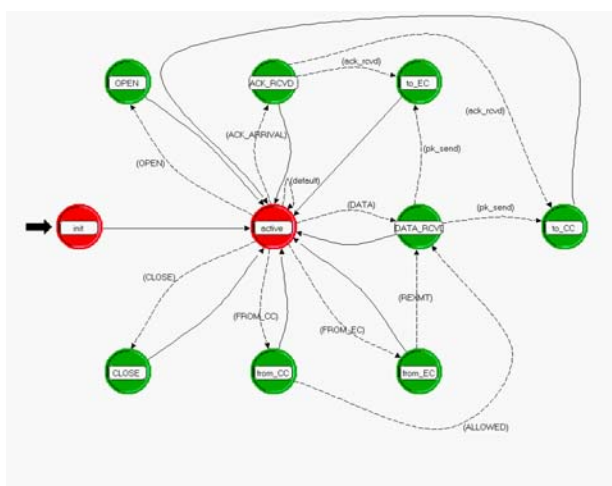 OPEN
ACK_RCVD
(ack_rcvd)
to_EC
(ack_rcvd)
(ACK_ARRIVAL)
(OPEN)
(default)
(pk_send)
(DATA)
(pk_send)
init
active
DATA_RCVD
to_CC
(CLOSE)
(FROM_CC)
(FROM_EC)
(REXMT)
CLOSE
from_CC
from_EC
(ALLOWED)